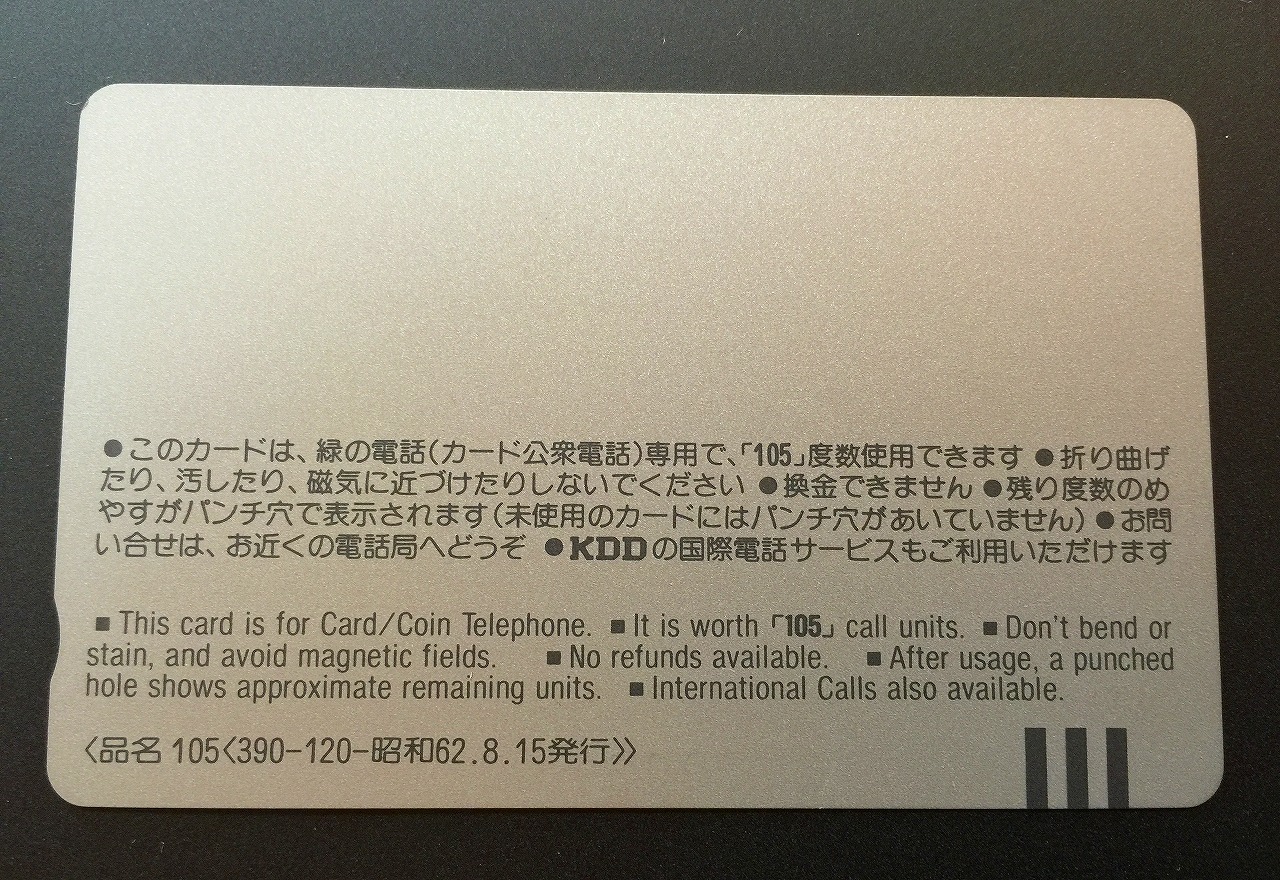 ●このカードは、緑の電話(カード公衆電話)専用で、「105」度数使用できます ●折り曲げ
たり、汚したり、磁気に近づけたりしないでください ●換金できません ●残り度数のめ
やすがパンチ穴で表示されます(未使用のカードにはパンチ穴があいていません) ●お問
い合せは、お近くの電話局へどうぞ ●KDDの国際電話サービスもご利用いただけます
■This card is for Card/Coin Telephone. ■It is worth「105」call units. ■Don't bend or
stain, and avoid magnetic fields. ■No refunds available. ■After usage, a punched
hole shows approximate remaining units. ■International Calls also available.
〈品名 105〈390-120-昭和62.8.15発行〉〉